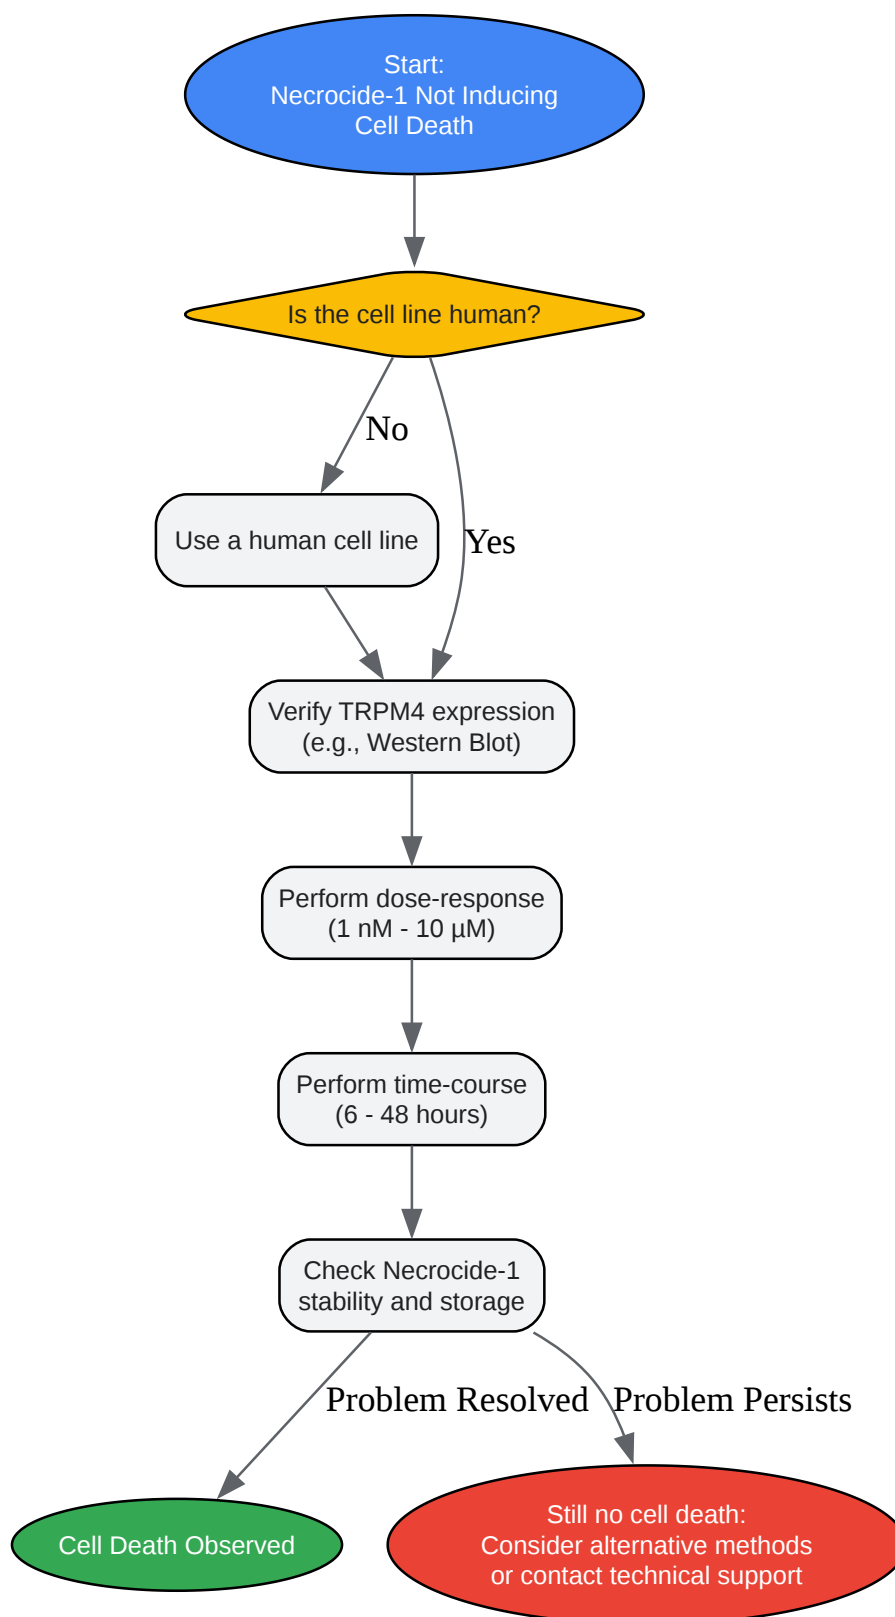 Start:
Necrocide-1 Not Inducing
Cell Death
Is the cell line human?
No
Use a human cell line
Yes
Verify TRPM4 expression
(e.g., Western Blot)
Perform dose-response
(1 nM - 10 µM)
Perform time-course
(6 - 48 hours)
Check Necrocide-1
stability and storage
Problem Resolved
Problem Persists
Cell Death Observed
Still no cell death:
Consider alternative methods
or contact technical support